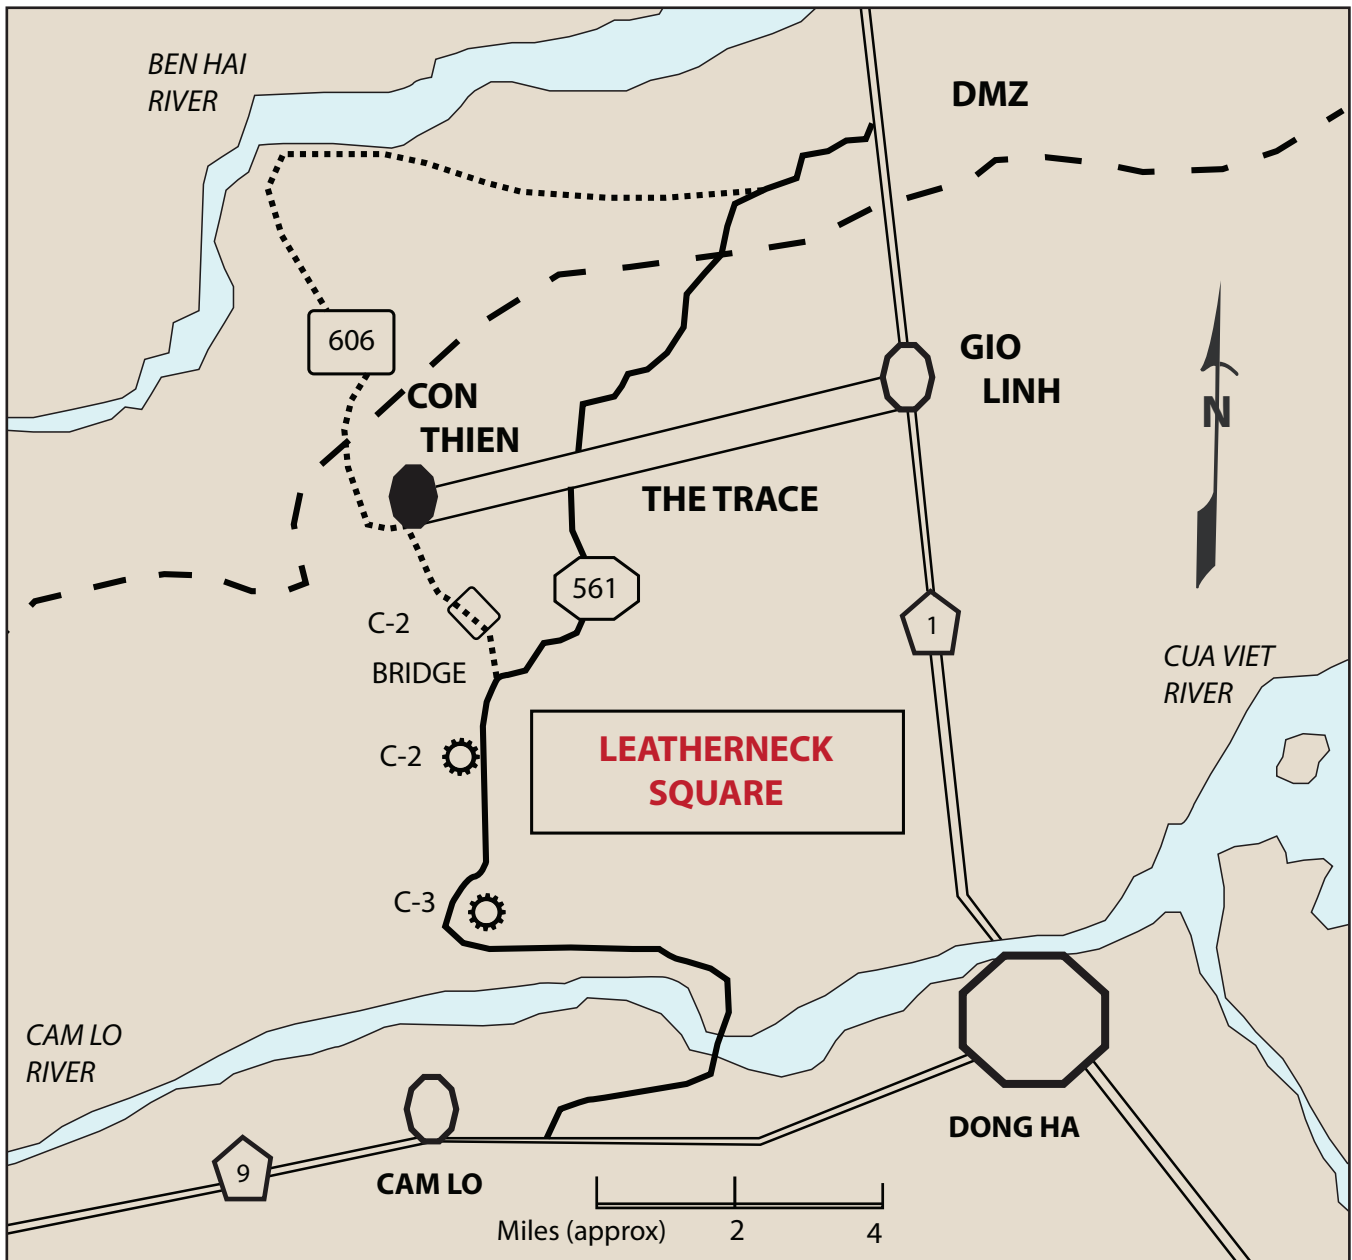 BEN HAI
RIVER
DMZ
606
CON
THIEN
GIO
LINH
N
THE TRACE
561
C-2
BRIDGE
1
CUA VIET
RIVER
C-2
LEATHERNECK
SQUARE
C-3
CAM LO
RIVER
DONG HA
9
CAM LO
Miles (approx)
2
4